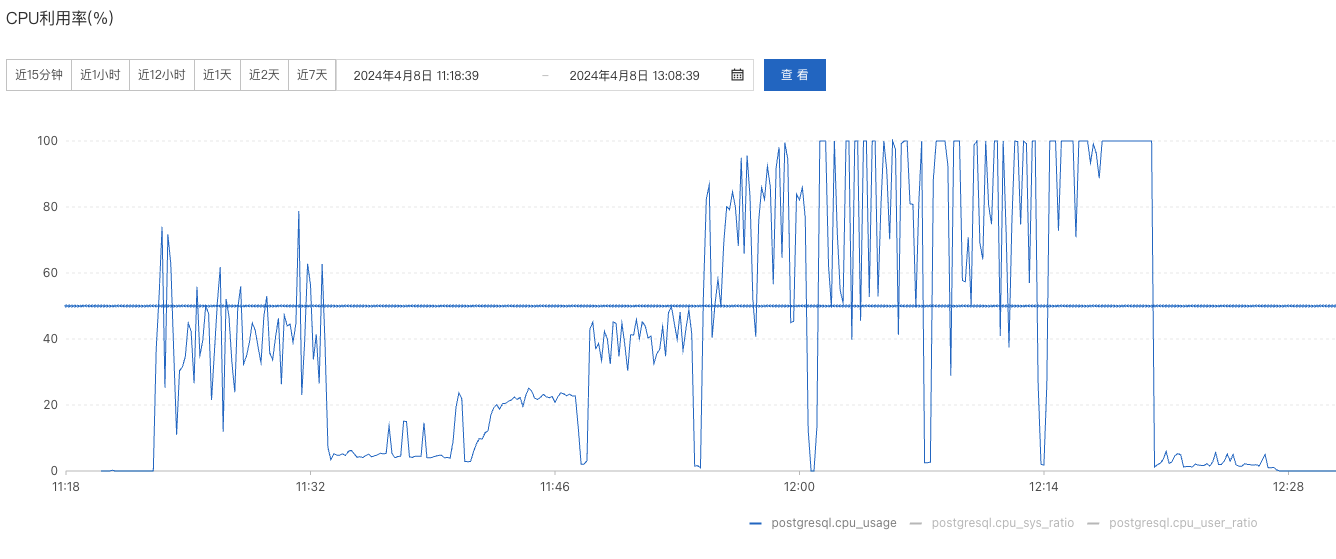 CPU利用率(%)
近15分钟 近1小时 近12小时 近1天 近2天 近7天 2024年4月8日 11:18:39 – 2024年4月8日 13:08:39 查 看
100
80
60
40
20
0
11:18 11:32 11:46 12:00 12:14 12:28
postgresql.cpu_usage postgresql.cpu_sys_ratio postgresql.cpu_user_ratio